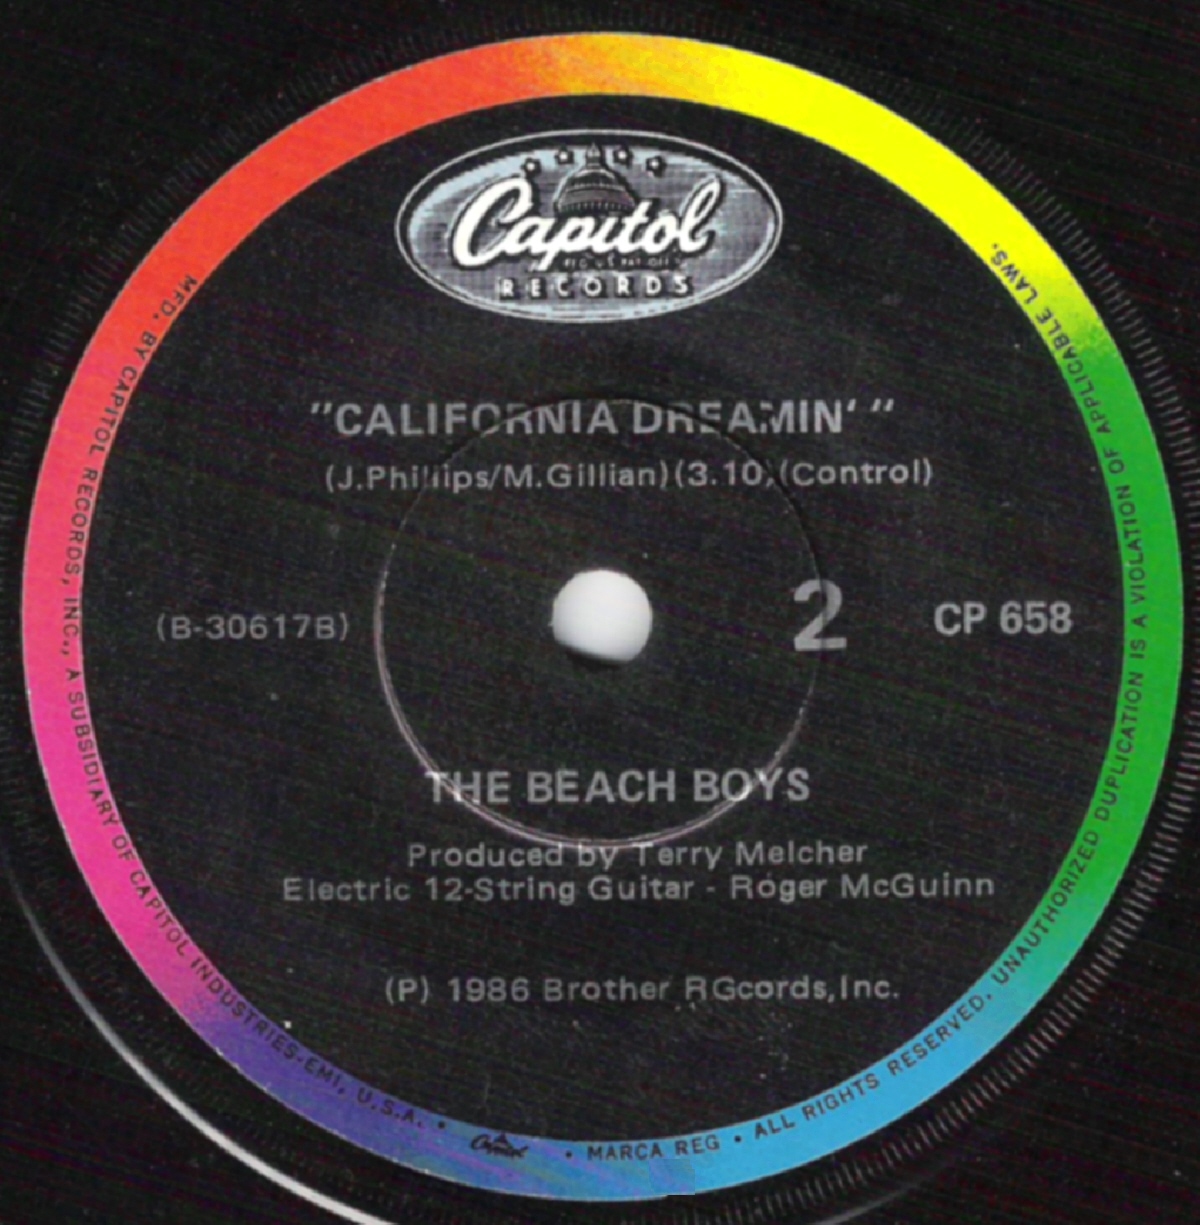 Capitol
RECORDS
"CALIFORNIA DREAMIN' "
(J.Phillips/M.Gillian)(3.10)(Control)
(B-30617B)
2
CP 658
THE BEACH BOYS
Produced by Terry Melcher
Electric 12-String Guitar - Roger McGuinn
(P) 1986 Brother RGcords,Inc.
MFD. BY CAPITOL RECORDS, INC., A SUBSIDIARY OF CAPITOL INDUSTRIES-EMI, U.S.A. • Capitol • MARCA REG • ALL RIGHTS RESERVED. UNAUTHORIZED DUPLICATION IS A VIOLATION OF APPLICABLE LAWS.